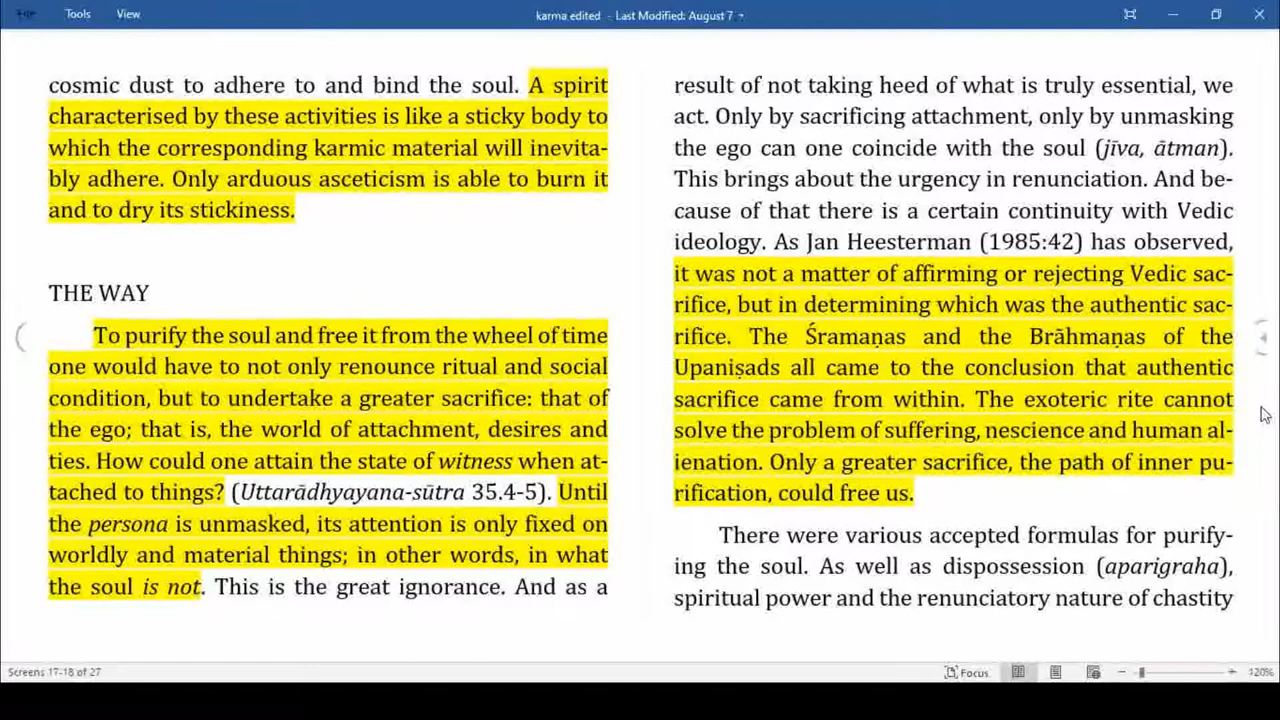 File Tools View karma edited - Last Modified: August 7
cosmic dust to adhere to and bind the soul. A spirit
characterised by these activities is like a sticky body to
which the corresponding karmic material will inevita-
bly adhere. Only arduous asceticism is able to burn it
and to dry its stickiness.
THE WAY
To purify the soul and free it from the wheel of time
one would have to not only renounce ritual and social
condition, but to undertake a greater sacrifice: that of
the ego; that is, the world of attachment, desires and
ties. How could one attain the state of witness when at-
tached to things? (Uttarādhyayana-sūtra 35.4-5). Until
the persona is unmasked, its attention is only fixed on
worldly and material things; in other words, in what
the soul is not. This is the great ignorance. And as a
result of not taking heed of what is truly essential, we
act. Only by sacrificing attachment, only by unmasking
the ego can one coincide with the soul (jīva, ātman).
This brings about the urgency in renunciation. And be-
cause of that there is a certain continuity with Vedic
ideology. As Jan Heesterman (1985:42) has observed,
it was not a matter of affirming or rejecting Vedic sac-
rifice, but in determining which was the authentic sac-
rifice. The Śramaṇas and the Brāhmaṇas of the
Upaniṣads all came to the conclusion that authentic
sacrifice came from within. The exoteric rite cannot
solve the problem of suffering, nescience and human al-
ienation. Only a greater sacrifice, the path of inner pu-
rification, could free us.
There were various accepted formulas for purify-
ing the soul. As well as dispossession (aparigraha),
spiritual power and the renunciatory nature of chastity
Screens 17-18 of 27 Focus 120%